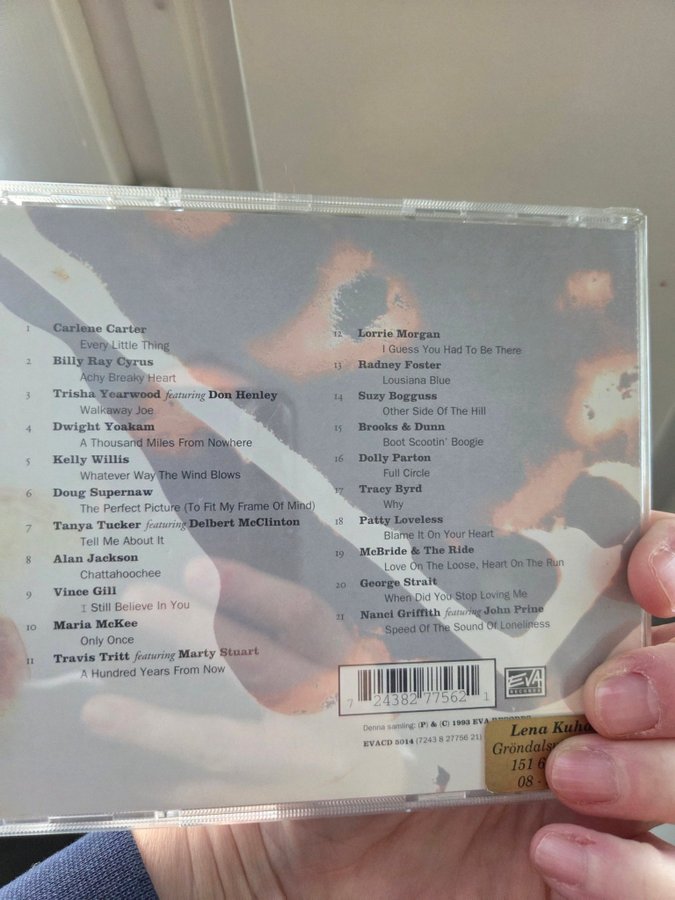 1 Carlene Carter
Every Little Thing
2 Billy Ray Cyrus
Achy Breaky Heart
3 Trisha Yearwood featuring Don Henley
Walkaway Joe
4 Dwight Yoakam
A Thousand Miles From Nowhere
5 Kelly Willis
Whatever Way The Wind Blows
6 Doug Supernaw
The Perfect Picture (To Fit My Frame Of Mind)
7 Tanya Tucker featuring Delbert McClinton
Tell Me About It
8 Alan Jackson
Chattahoochee
9 Vince Gill
I Still Believe In You
10 Maria McKee
Only Once
11 Travis Tritt featuring Marty Stuart
A Hundred Years From Now
12 Lorrie Morgan
I Guess You Had To Be There
13 Radney Foster
Lousiana Blue
14 Suzy Bogguss
Other Side Of The Hill
15 Brooks & Dunn
Boot Scootin' Boogie
16 Dolly Parton
Full Circle
17 Tracy Byrd
Why
18 Patty Loveless
Blame It On Your Heart
19 McBride & The Ride
Love On The Loose, Heart On The Run
20 George Strait
When Did You Stop Loving Me
21 Nanci Griffith featuring John Prine
Speed Of The Sound Of Loneliness
7 24382 77562 1
EVA
RECORDS
Denna samling: (P) & (C) 1993 EVA RECORDS
EVACD 5014 (7243 8 27756 21)
Lena
151 6
08 -